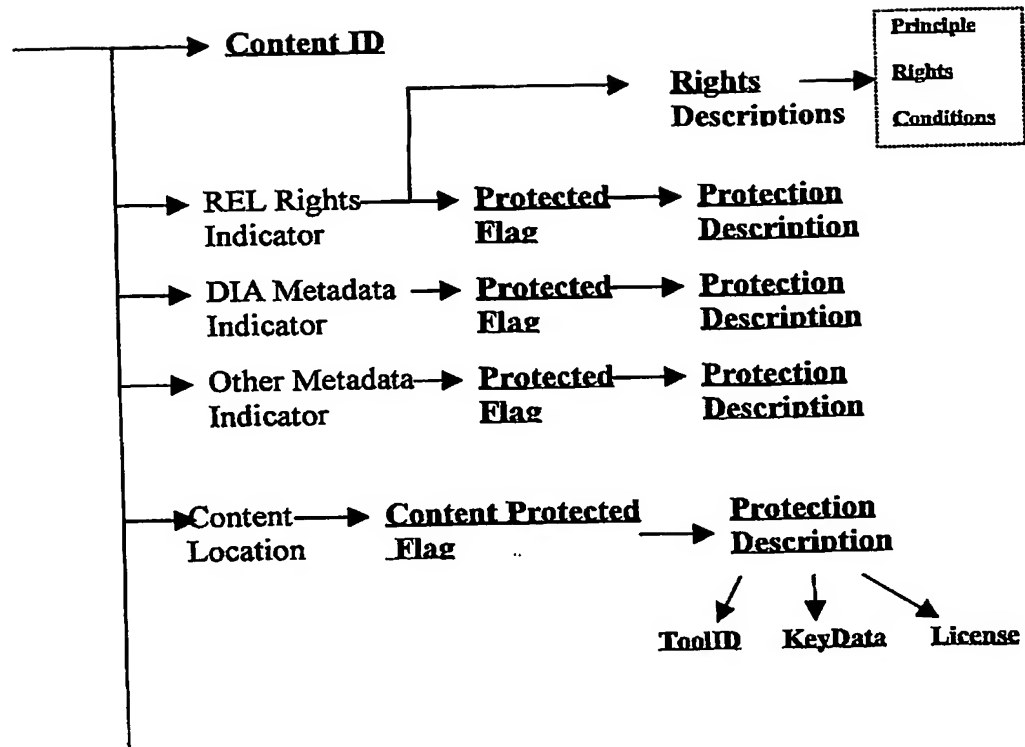 Content ID
Principle
Rights
Conditions
Rights
Descriptions
REL Rights
Indicator
Protected
Flag
Protection
Description
DIA Metadata
Indicator
Protected
Flag
Protection
Description
Other Metadata
Indicator
Protected
Flag
Protection
Description
Content
Location
Content Protected
Flag
Protection
Description
ToolID
KeyData
License